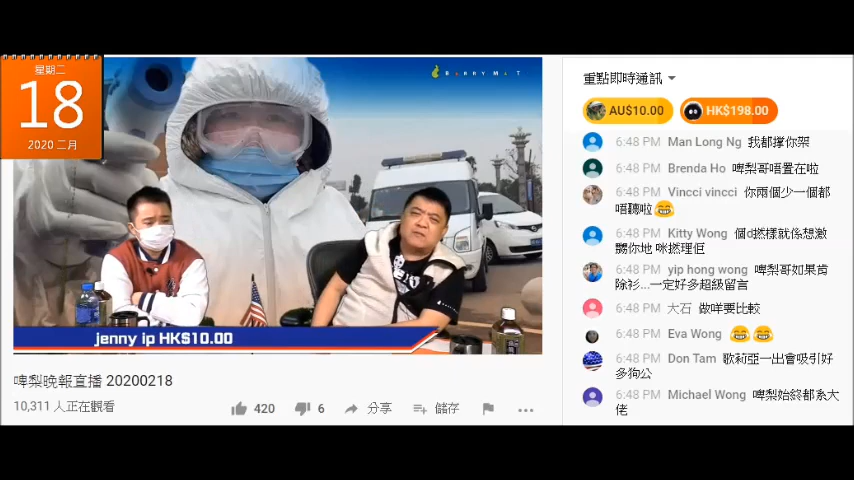 星期二
18
2020 二月
BERRY MAT
jenny ip HK$10.00
啤梨晚報直播 20200218
10,311 人正在觀看
420
6
分享
儲存
重點即時通訊
AU$10.00
HK$198.00
6:48 PM Man Long Ng 我都撐你架
6:48 PM Brenda Ho 啤梨哥唔置在啦
6:48 PM Vincci vincci 你兩個少一個都
唔聽啦😂
6:48 PM Kitty Wong 個d撚樣就係想激
嬲你地 咪撚理佢
6:48 PM yip hong wong 啤梨哥如果肯
除衫...一定好多超級留言
6:48 PM 大石 做咩要比較
6:48 PM Eva Wong 😂😂
6:48 PM Don Tam 歌莉亞一出會吸引好
多狗公
6:48 PM Michael Wong 啤梨始終都系大
佬